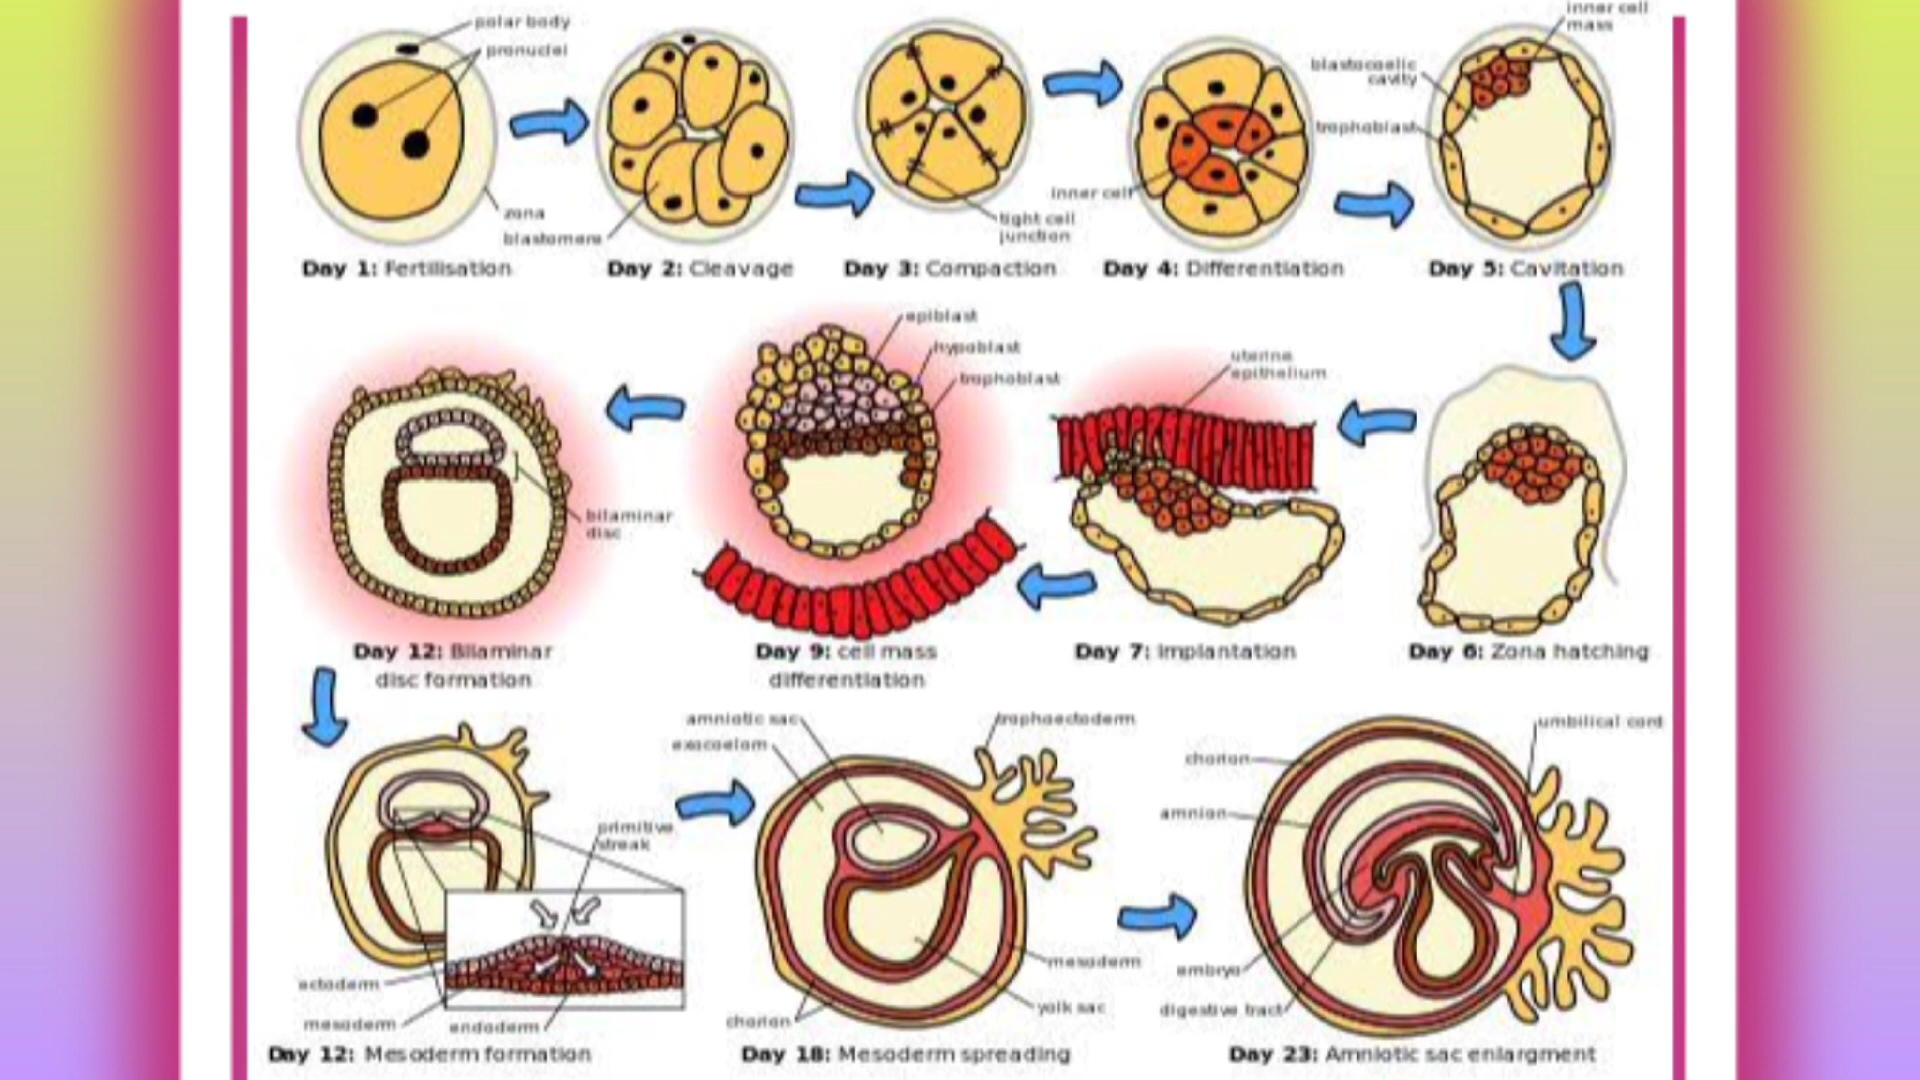 polar body
pronuclei
zona
blastomere
Day 1: Fertilisation
Day 2: Cleavage
tight cell
junction
Day 3: Compaction
inner cell
Day 4: Differentiation
inner cell
mass
blastocoelic
cavity
trophoblast
Day 5: Cavitation
bilaminar
disc
Day 12: Bilaminar
disc formation
epiblast
hypoblast
trophoblast
Day 9: cell mass
differentiation
uterine
epithelium
Day 7: Implantation
Day 6: Zona hatching
primitive
streak
ectoderm
mesoderm
endoderm
Day 12: Mesoderm formation
amniotic sac
exocoelom
trophoectoderm
mesoderm
yolk sac
chorion
Day 18: Mesoderm spreading
umbilical cord
chorion
amnion
embryo
digestive tract
Day 23: Amniotic sac enlargment